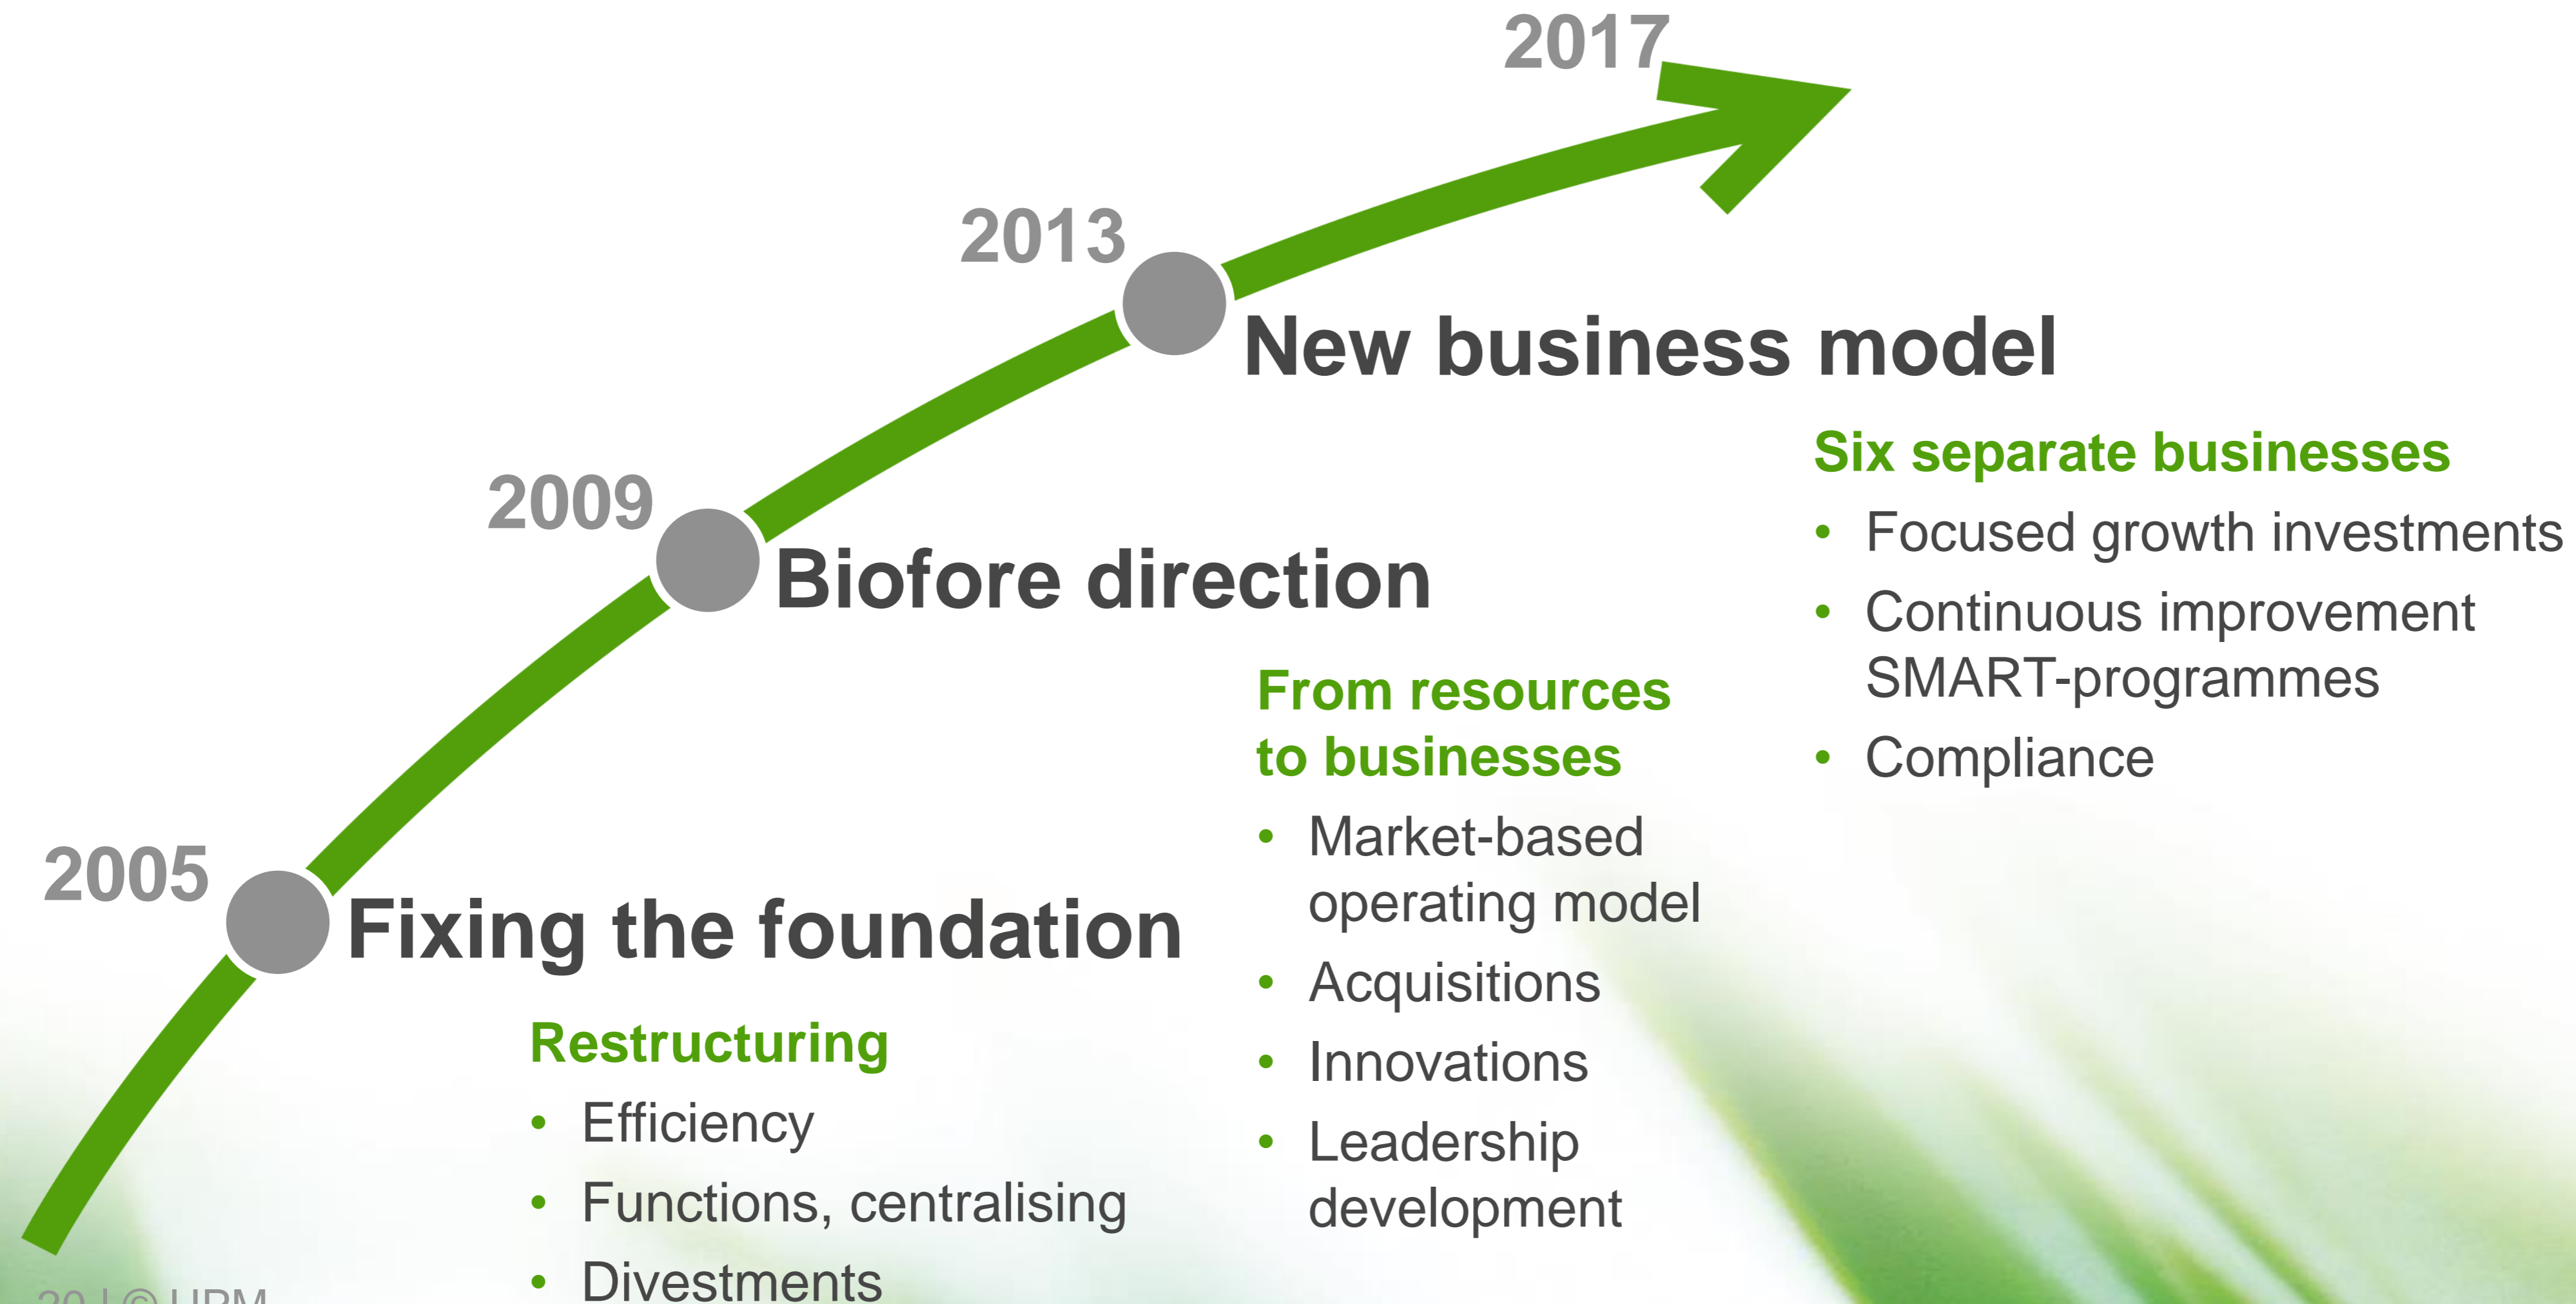 2017
2013
New business model
Six separate businesses
• Focused growth investments
• Continuous improvement
SMART-programmes
• Compliance
2009
Biofore direction
From resources
to businesses
• Market-based
operating model
• Acquisitions
• Innovations
• Leadership
development
2005
Fixing the foundation
Restructuring
• Efficiency
• Functions, centralising
• Divestments
20 | © UPM